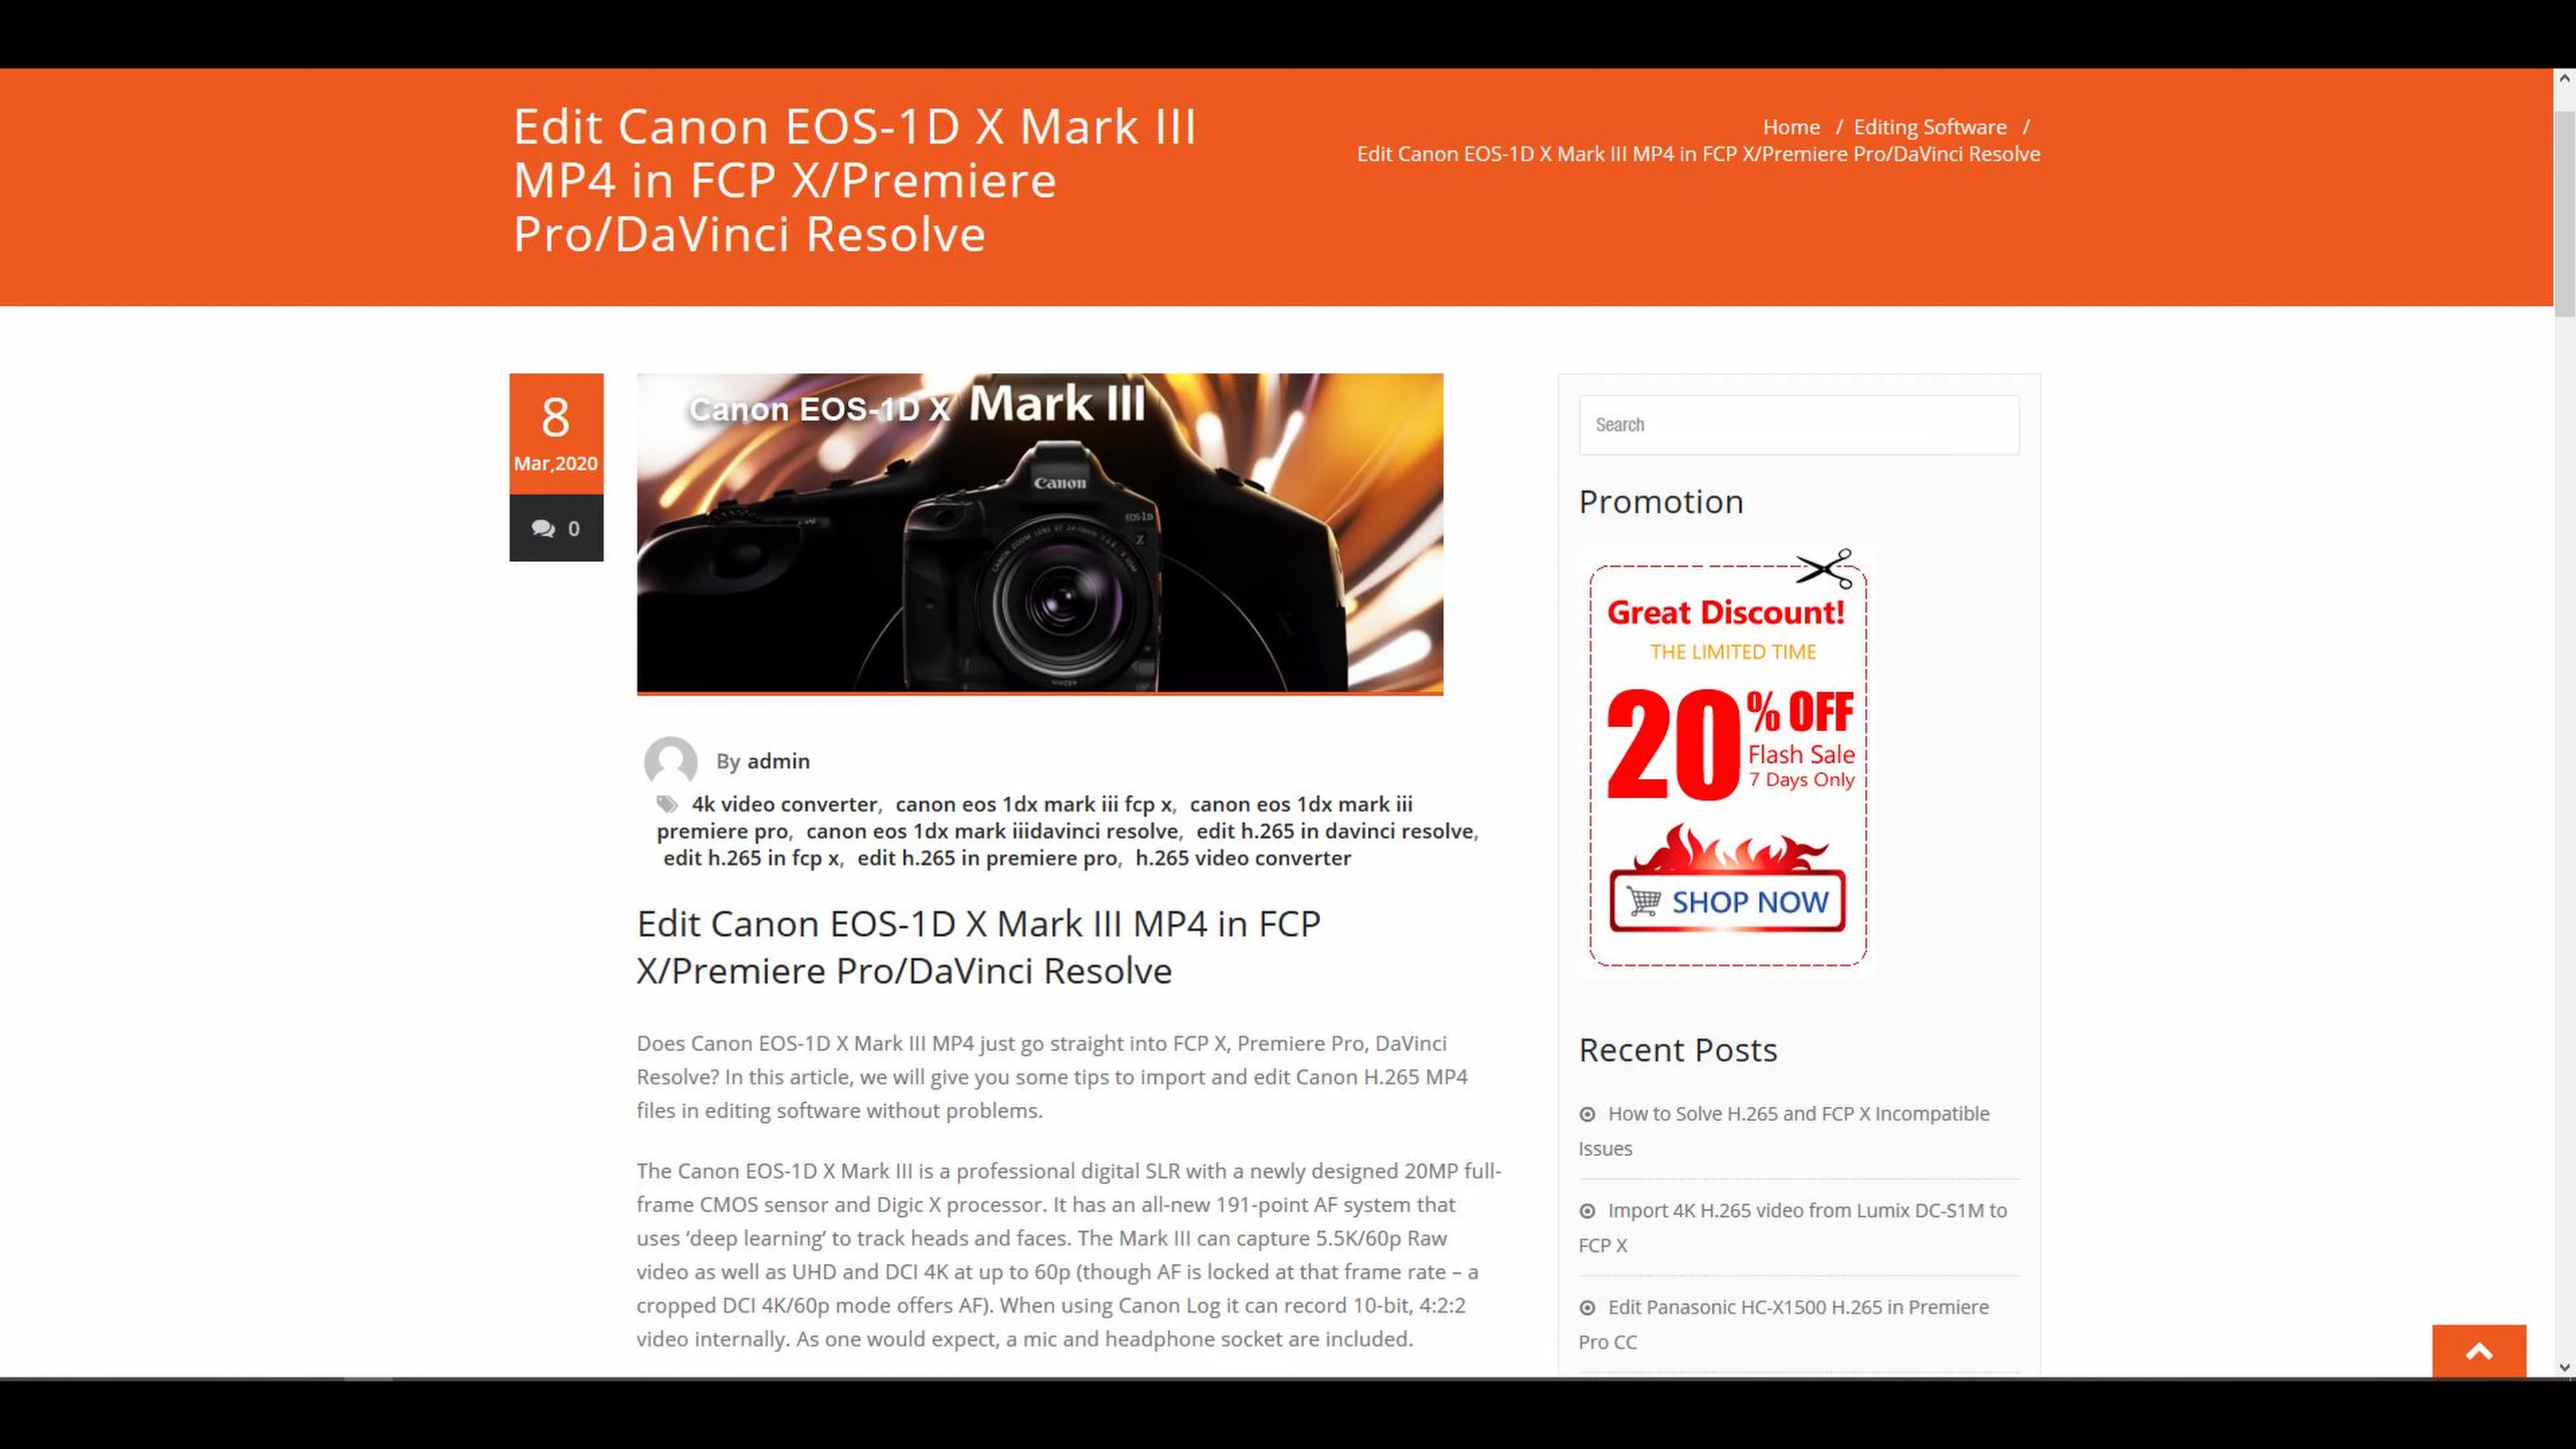 Edit Canon EOS-1D X Mark III
MP4 in FCP X/Premiere
Pro/DaVinci Resolve
Home / Editing Software /
Edit Canon EOS-1D X Mark III MP4 in FCP X/Premiere Pro/DaVinci Resolve
8
Mar,2020
0
Canon EOS-1D X Mark III
Canon
EOS-1D
X
By admin
4k video converter, canon eos 1dx mark iii fcp x, canon eos 1dx mark iii
premiere pro, canon eos 1dx mark iiidavinci resolve, edit h.265 in davinci resolve,
edit h.265 in fcp x, edit h.265 in premiere pro, h.265 video converter
Edit Canon EOS-1D X Mark III MP4 in FCP
X/Premiere Pro/DaVinci Resolve
Does Canon EOS-1D X Mark III MP4 just go straight into FCP X, Premiere Pro, DaVinci
Resolve? In this article, we will give you some tips to import and edit Canon H.265 MP4
files in editing software without problems.
The Canon EOS-1D X Mark III is a professional digital SLR with a newly designed 20MP full-
frame CMOS sensor and Digic X processor. It has an all-new 191-point AF system that
uses ‘deep learning’ to track heads and faces. The Mark III can capture 5.5K/60p Raw
video as well as UHD and DCI 4K at up to 60p (though AF is locked at that frame rate – a
cropped DCI 4K/60p mode offers AF). When using Canon Log it can record 10-bit, 4:2:2
video internally. As one would expect, a mic and headphone socket are included.
Search
Promotion
Great Discount!
THE LIMITED TIME
20% OFF
Flash Sale
7 Days Only
SHOP NOW
Recent Posts
How to Solve H.265 and FCP X Incompatible
Issues
Import 4K H.265 video from Lumix DC-S1M to
FCP X
Edit Panasonic HC-X1500 H.265 in Premiere
Pro CC